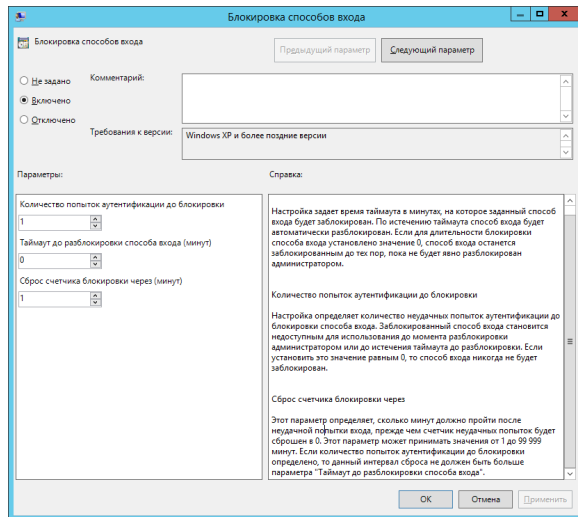 Блокировка способов входа
Блокировка способов входа
Предыдущий параметр
Следующий параметр
Не задано
Включено
Отключено
Комментарий:
Требования к версии:
Windows XP и более поздние версии
Параметры:
Справка:
Количество попыток аутентификации до блокировки
1
Таймаут до разблокировки способа входа (минут)
0
Сброс счетчика блокировки через (минут)
1
Настройка задает время таймаута в минутах, на которое заданный способ
входа будет заблокирован. По истечении таймаута способ входа будет
автоматически разблокирован. Если для длительности блокировки
способа входа установлено значение 0, способ входа останется
заблокированным до тех пор, пока не будет явно разблокирован
администратором.
Количество попыток аутентификации до блокировки
Настройка определяет количество неудачных попыток аутентификации до
блокировки способа входа. Заблокированный способ входа становится
недоступным для использования до момента разблокировки
администратором или до истечения таймаута до разблокировки. Если
установить это значение равным 0, то способ входа никогда не будет
заблокирован.
Сброс счетчика блокировки через
Этот параметр определяет, сколько минут должно пройти после
неудачной попытки входа, прежде чем счетчик неудачных попыток будет
сброшен в 0. Этот параметр может принимать значения от 1 до 99 999
минут. Если количество попыток аутентификации до блокировки
определено, то данный интервал сброса не должен быть больше
параметра "Таймаут до разблокировки способа входа".
ОК
Отмена
Применить